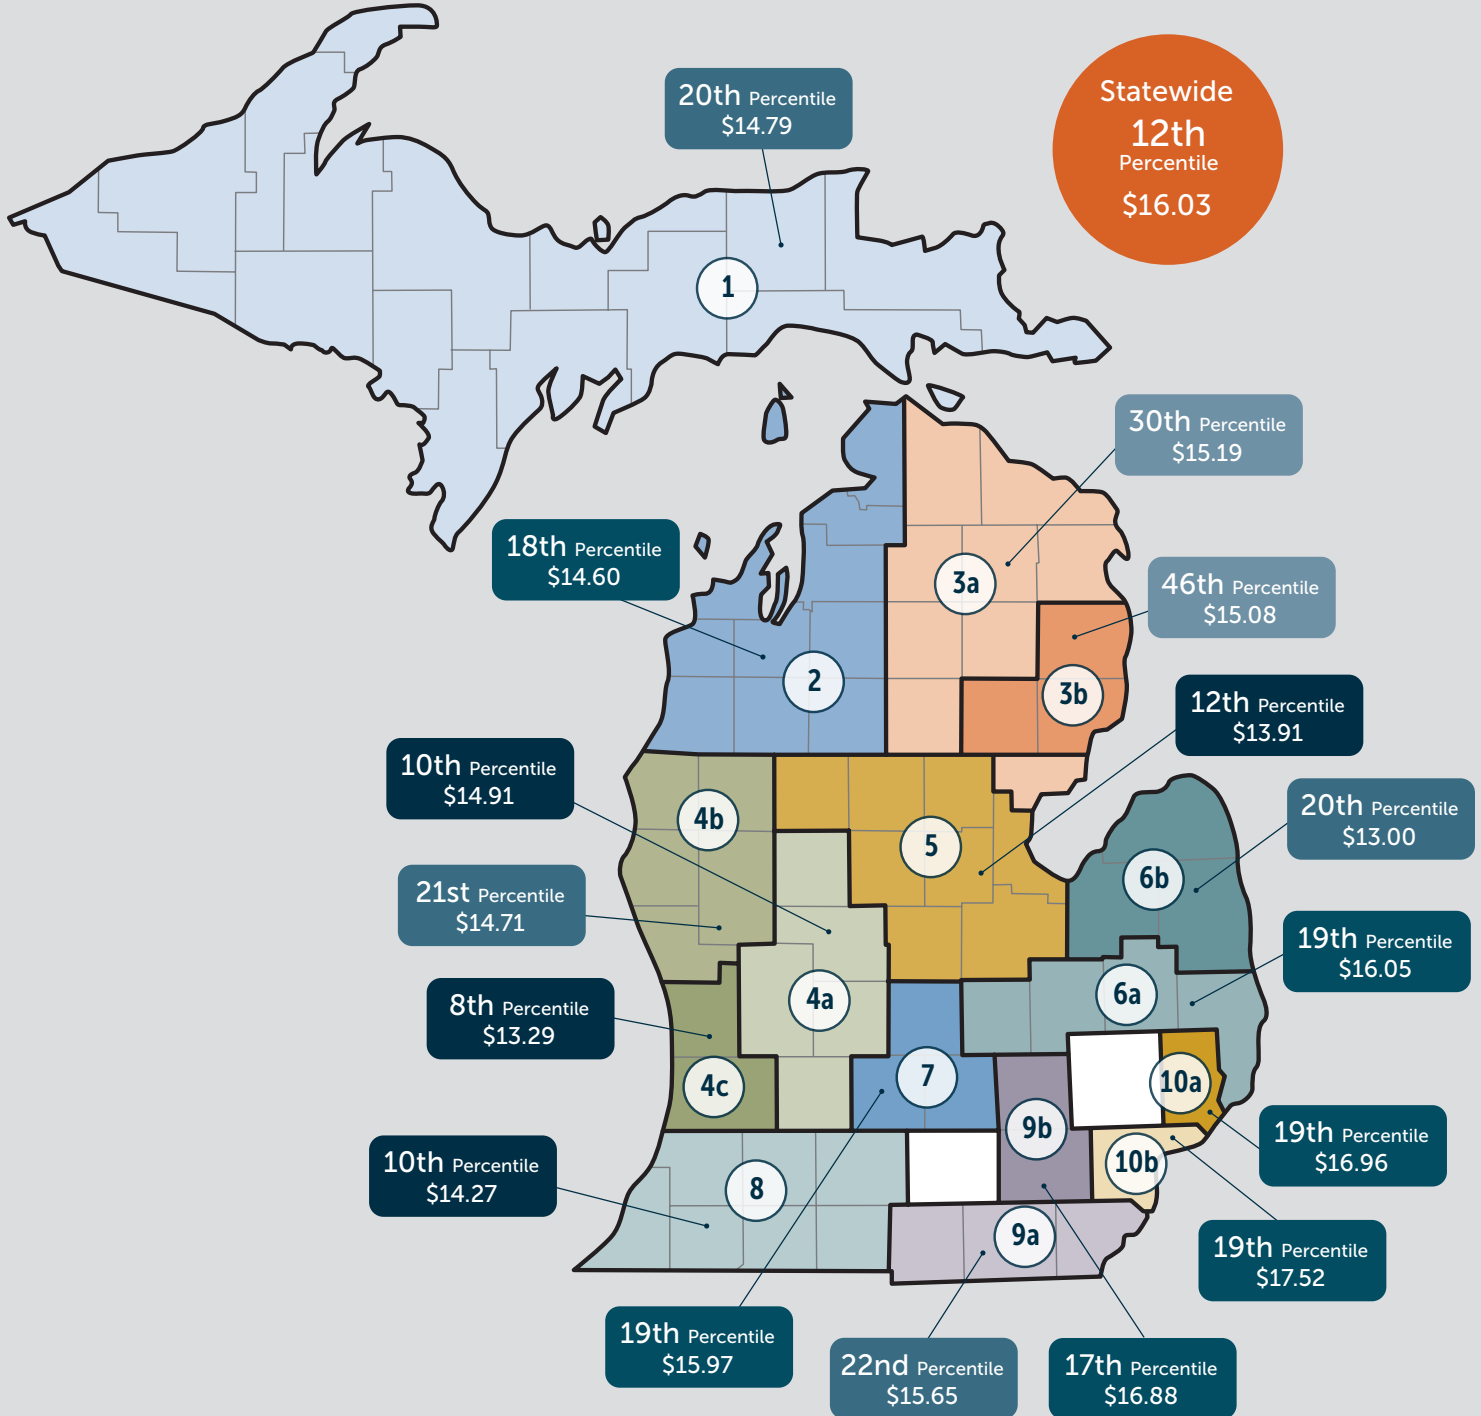 Statewide
12th
Percentile
$16.03
20th Percentile
$14.79
1
30th Percentile
$15.19
18th Percentile
$14.60
3a
46th Percentile
$15.08
2
3b
12th Percentile
$13.91
10th Percentile
$14.91
4b
5
20th Percentile
$13.00
6b
21st Percentile
$14.71
19th Percentile
$16.05
8th Percentile
$13.29
4a
6a
4c
7
10a
9b
19th Percentile
$16.96
10th Percentile
$14.27
8
10b
9a
19th Percentile
$17.52
19th Percentile
$15.97
22nd Percentile
$15.65
17th Percentile
$16.88